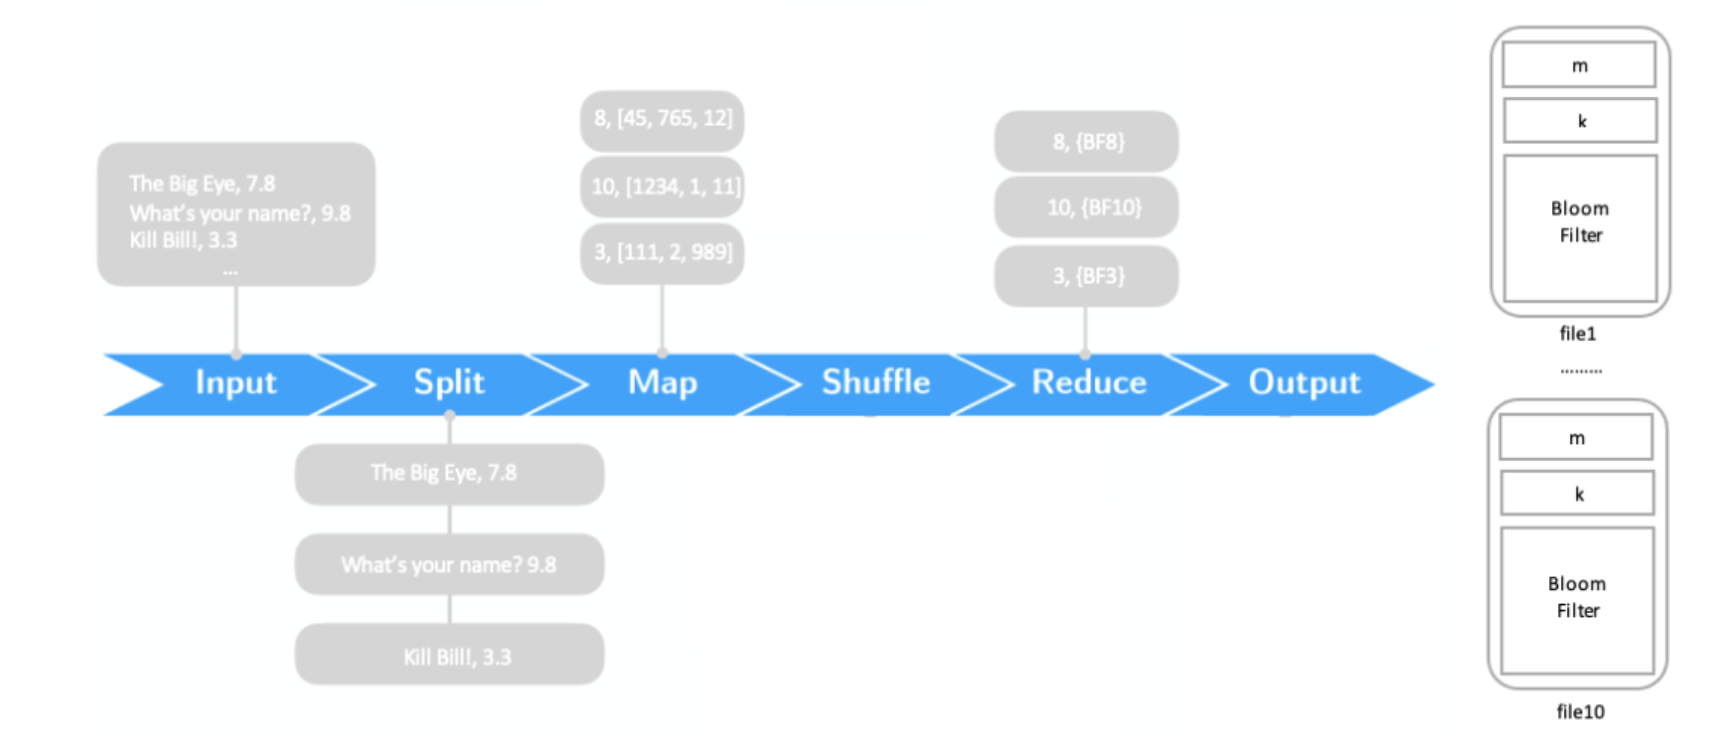 The Big Eye, 7.8
What's your name?, 9.8
Kill Bill!, 3.3
...
8, [45, 765, 12]
10, [1234, 1, 11]
3, [111, 2, 989]
8, {BF8}
10, {BF10}
3, {BF3}
Input
Split
Map
Shuffle
Reduce
Output
The Big Eye, 7.8
What's your name? 9.8
Kill Bill!, 3.3
m
k
Bloom
Filter
file1
.........
m
k
Bloom
Filter
file10